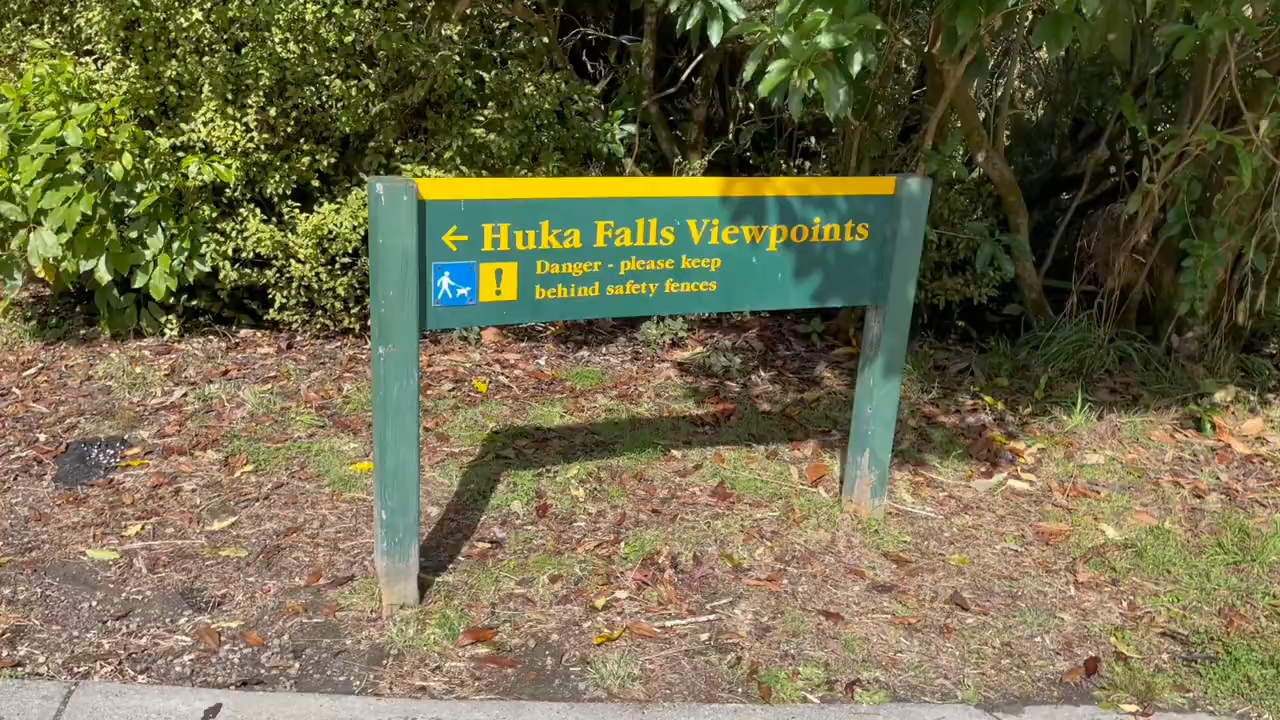 ← Huka Falls Viewpoints
! Danger - please keep
behind safety fences